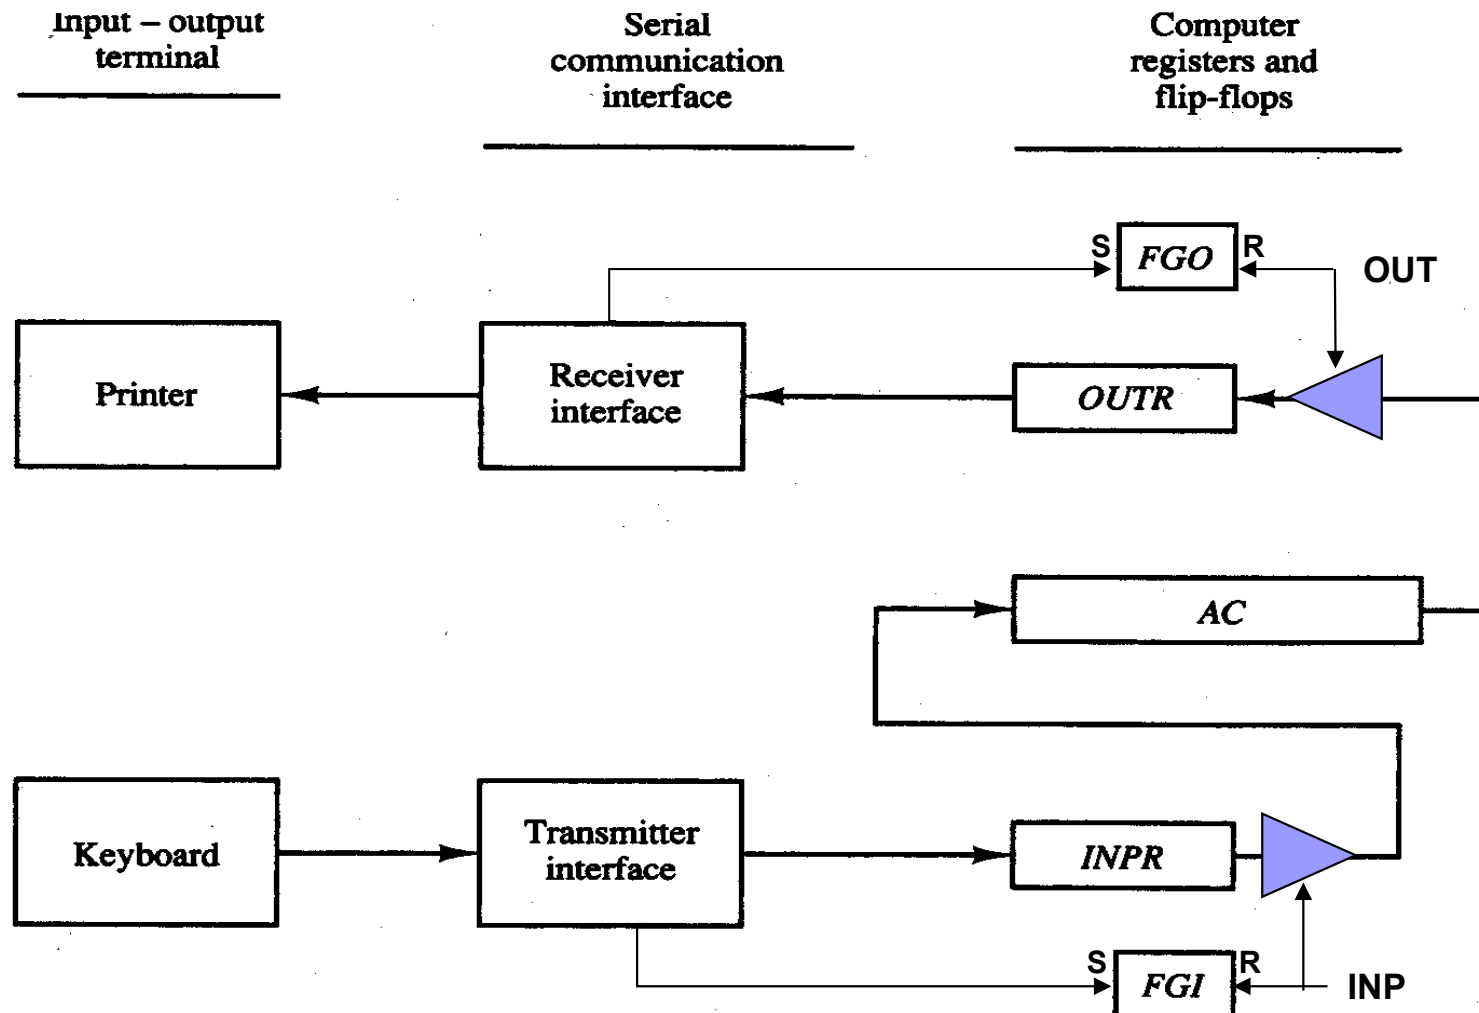 Input – output
terminal
Serial
communication
interface
Computer
registers and
flip-flops
S
FGO
R
OUT
Printer
Receiver
interface
OUTR
AC
Keyboard
Transmitter
interface
INPR
S
FGI
R
INP